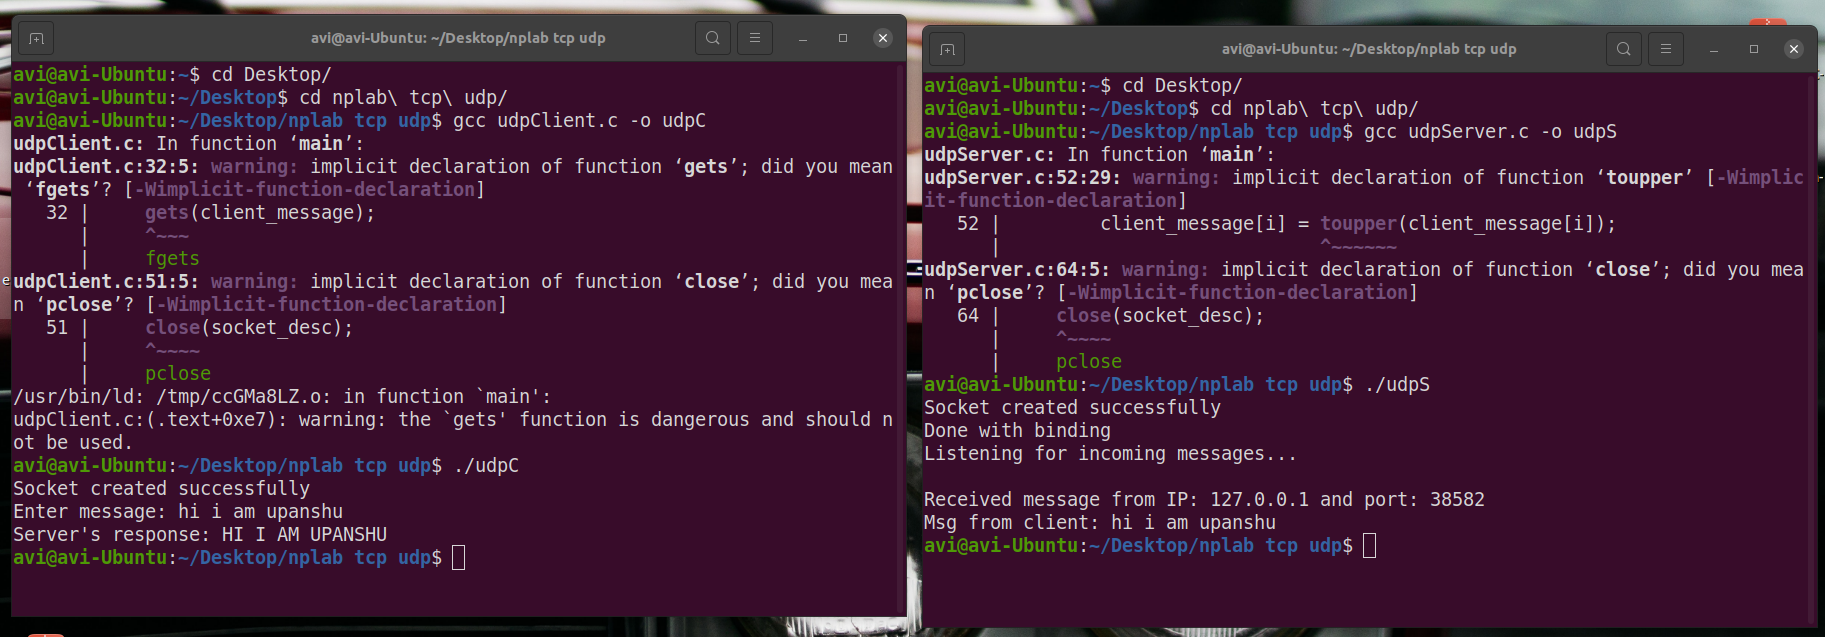 avi@avi-Ubuntu: ~/Desktop/nplab tcp udp
avi@avi-Ubuntu:~$ cd Desktop/
avi@avi-Ubuntu:~/Desktop$ cd nplab\ tcp\ udp/
avi@avi-Ubuntu:~/Desktop/nplab tcp udp$ gcc udpClient.c -o udpC
udpClient.c: In function ‘main’:
udpClient.c:32:5: warning: implicit declaration of function ‘gets’; did you mean
 ‘fgets’? [-Wimplicit-function-declaration]
   32 |     gets(client_message);
      |     ^~~~
      |     fgets
udpClient.c:51:5: warning: implicit declaration of function ‘close’; did you mea
n ‘pclose’? [-Wimplicit-function-declaration]
   51 |     close(socket_desc);
      |     ^~~~~
      |     pclose
/usr/bin/ld: /tmp/ccGMa8LZ.o: in function `main':
udpClient.c:(.text+0xe7): warning: the `gets' function is dangerous and should n
ot be used.
avi@avi-Ubuntu:~/Desktop/nplab tcp udp$ ./udpC
Socket created successfully
Enter message: hi i am upanshu
Server's response: HI I AM UPANSHU
avi@avi-Ubuntu:~/Desktop/nplab tcp udp$
avi@avi-Ubuntu: ~/Desktop/nplab tcp udp
avi@avi-Ubuntu:~$ cd Desktop/
avi@avi-Ubuntu:~/Desktop$ cd nplab\ tcp\ udp/
avi@avi-Ubuntu:~/Desktop/nplab tcp udp$ gcc udpServer.c -o udpS
udpServer.c: In function ‘main’:
udpServer.c:52:29: warning: implicit declaration of function ‘toupper’ [-Wimplic
it-function-declaration]
   52 |         client_message[i] = toupper(client_message[i]);
      |                             ^~~~~~~
udpServer.c:64:5: warning: implicit declaration of function ‘close’; did you mea
n ‘pclose’? [-Wimplicit-function-declaration]
   64 |     close(socket_desc);
      |     ^~~~~
      |     pclose
avi@avi-Ubuntu:~/Desktop/nplab tcp udp$ ./udpS
Socket created successfully
Done with binding
Listening for incoming messages...

Received message from IP: 127.0.0.1 and port: 38582
Msg from client: hi i am upanshu
avi@avi-Ubuntu:~/Desktop/nplab tcp udp$